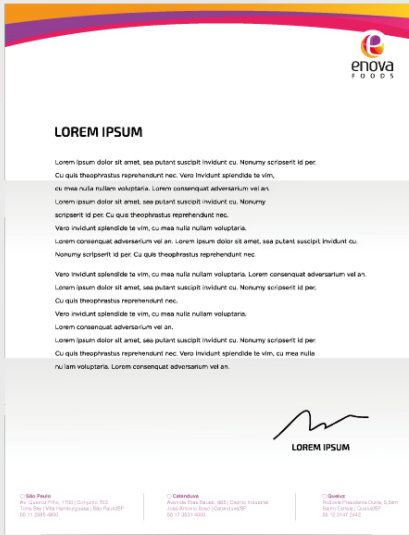 enova
FOODS
LOREM IPSUM
Lorem ipsum dolor sit amet, sea putant suscipit invidunt cu. Nonumy scripserit id per.
Cu quis theophrastus reprehendunt nec. Vero invidunt splendide te vim,
cu mea nulla nullam voluptaria. Lorem consenquat adversarium vel an.
Lorem ipsum dolor sit amet, sea putant suscipit invidunt cu. Nonumy
scripserit id per. Cu quis theophrastus reprehendunt nec.
Vero invidunt splendide te vim, cu mea nulla nullam voluptaria.
Lorem consenquat adversarium vel an. Lorem ipsum dolor sit amet, sea putant suscipit invidunt cu.
Nonumy scripserit id per. Cu quis theophrastus reprehendunt nec.
Vero invidunt splendide te vim, cu mea nulla nullam voluptaria. Lorem consenquat adversarium vel an.
Lorem ipsum dolor sit amet, sea putant suscipit invidunt cu. Nonumy scripserit id per.
Cu quis theophrastus reprehendunt nec.
Vero invidunt splendide te vim, cu mea nulla nullam voluptaria.
Lorem consenquat adversarium vel an.
Lorem ipsum dolor sit amet, sea putant suscipit invidunt cu. Nonumy scripserit id per.
Cu quis theophrastus reprehendunt nec. Vero invidunt splendide te vim, cu mea nulla
nullam voluptaria. Lorem consenquat adversarium vel an.
LOREM IPSUM
São Paulo
Catanduva
Queluz